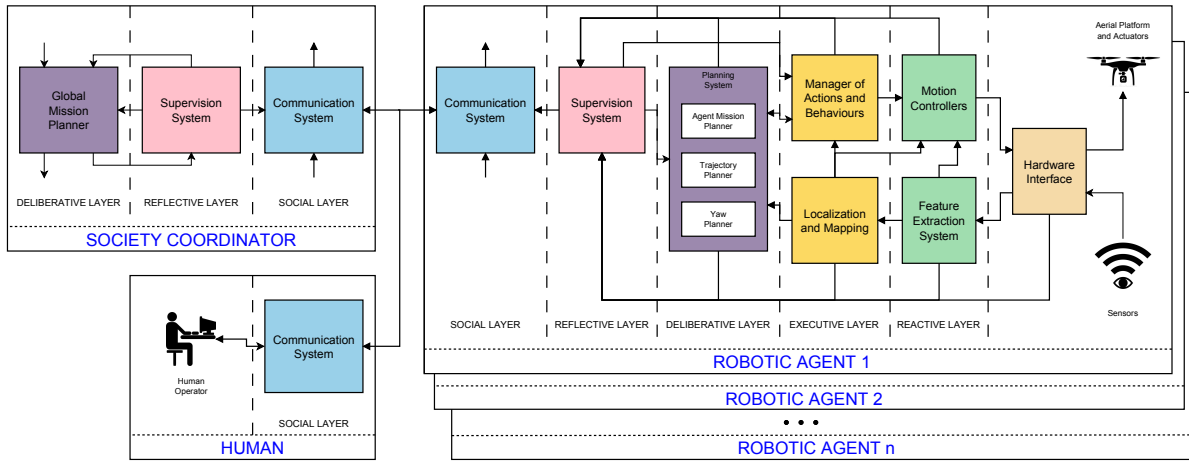 Global
Mission
Planner
Supervision
System
Communication
System
DELIBERATIVE LAYER
REFLECTIVE LAYER
SOCIAL LAYER
SOCIETY COORDINATOR
Human
Operator
Communication
System
SOCIAL LAYER
HUMAN
Communication
System
Supervision
System
Planning
System
Agent Mission
Planner
Trajectory
Planner
Yaw
Planner
Manager of
Actions and
Behaviours
Localization
and Mapping
Motion
Controllers
Feature
Extraction
System
Hardware
Interface
Aerial Platform
and Actuators
Sensors
SOCIAL LAYER
REFLECTIVE LAYER
DELIBERATIVE LAYER
EXECUTIVE LAYER
REACTIVE LAYER
ROBOTIC AGENT 1
ROBOTIC AGENT 2
• • •
ROBOTIC AGENT n